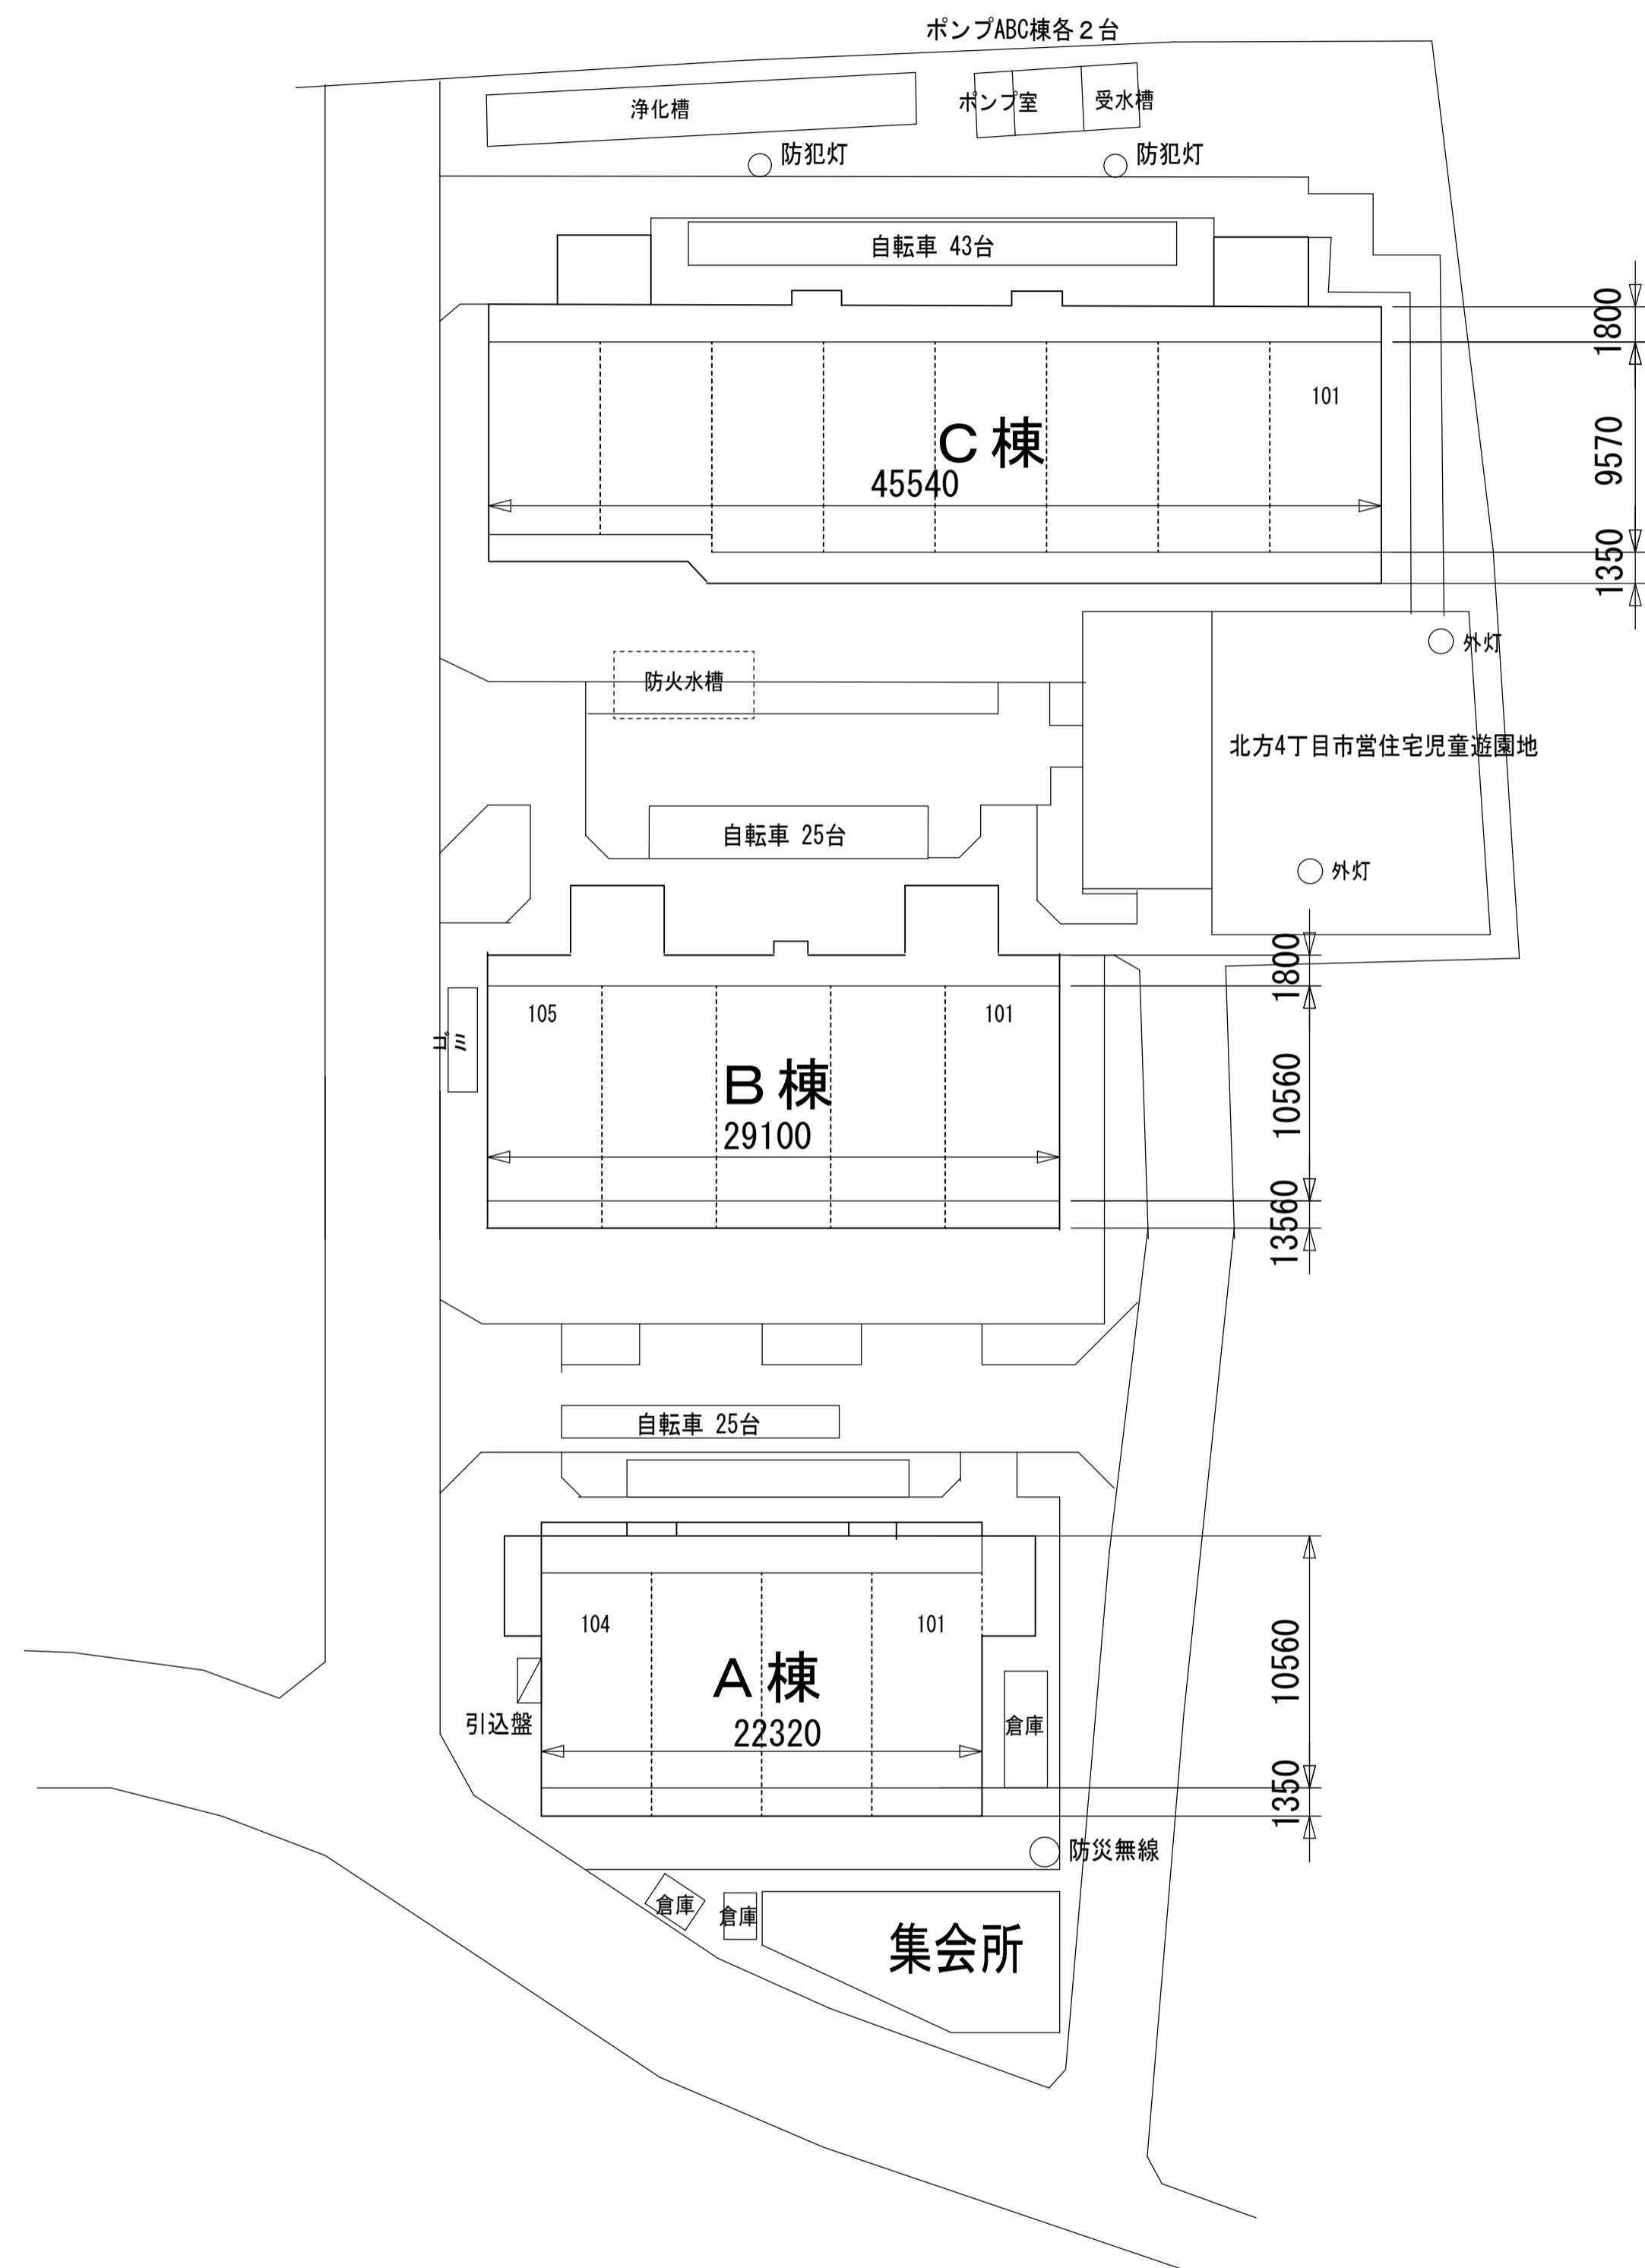 ポンプABC棟各２台
浄化槽
ポンプ室
受水槽
防犯灯
防犯灯
自転車 43台
1800
101
C棟
9570
45540
1350
外灯
防火水槽
北方4丁目市営住宅児童遊園地
自転車 25台
外灯
1800
105
101
ゴミ
B棟
10560
29100
13560
自転車 25台
104
101
A棟
10560
引込盤
22320
倉庫
1350
防災無線
倉庫
倉庫
集会所